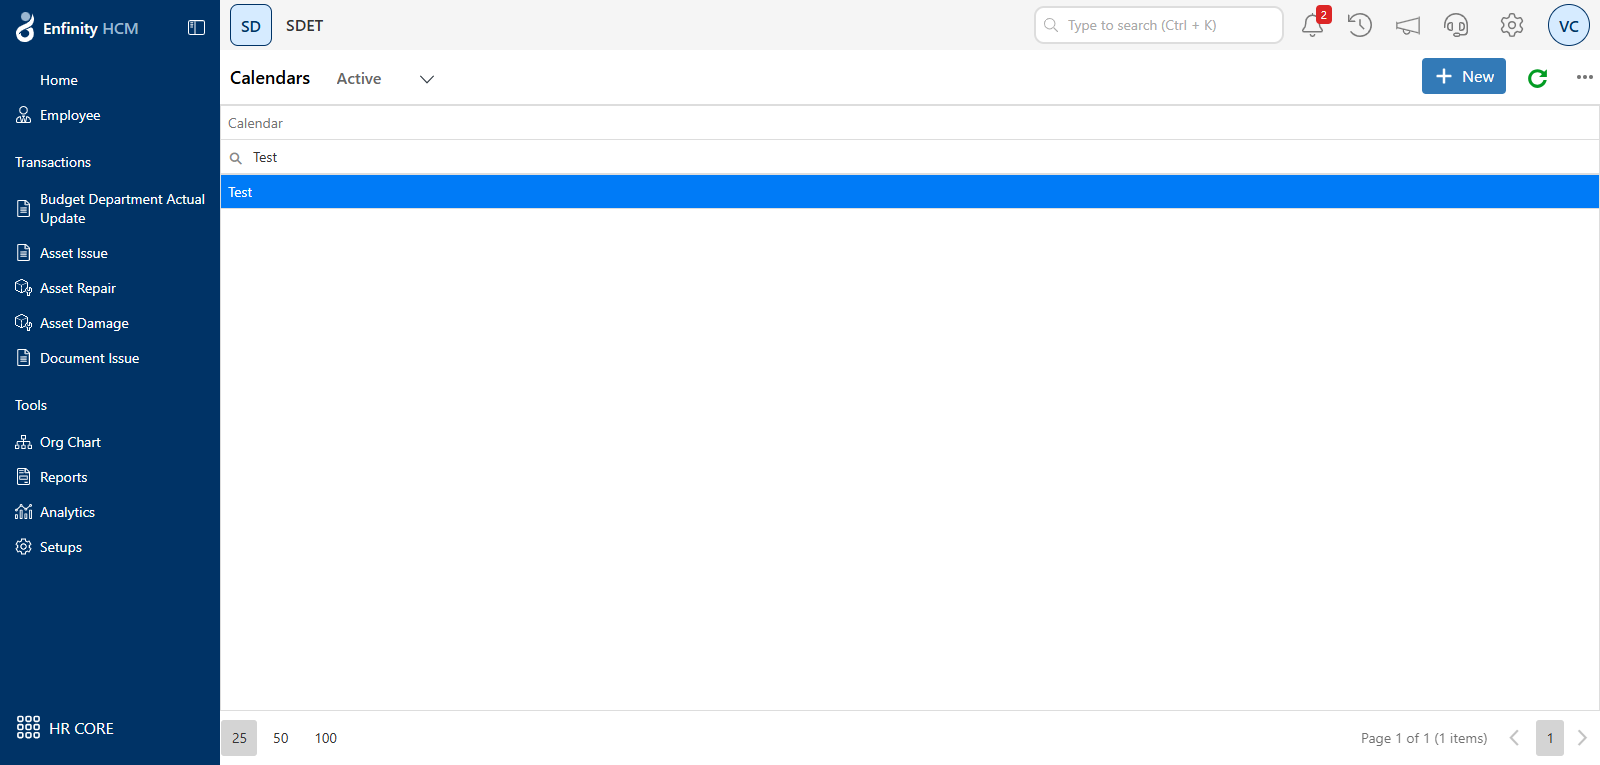 Enfinity HCM
SD
SDET
Type to search (Ctrl + K)
2
VC
Home
Employee
Transactions
Budget Department Actual
Update
Asset Issue
Asset Repair
Asset Damage
Document Issue
Tools
Org Chart
Reports
Analytics
Setups
HR CORE
Calendars
Active
New
Calendar
Test
Test
25
50
100
Page 1 of 1 (1 items)
1